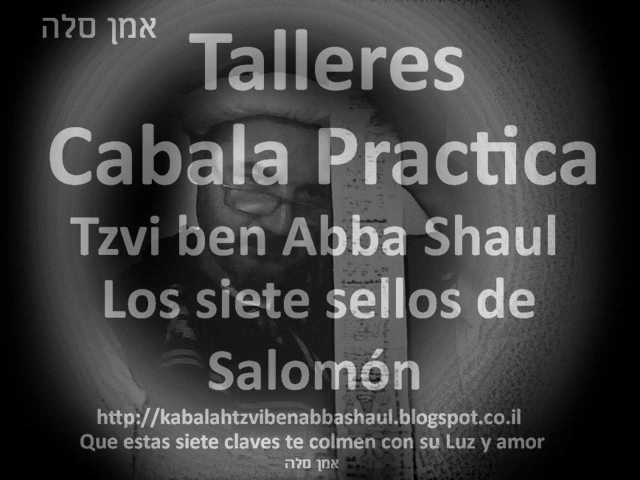 אמן סלה
Talleres
Cabala Practica
Tzvi ben Abba Shaul
Los siete sellos de
Salomón
http://kabalahtzvibenabbashaul.blogspot.co.il
Que estas siete claves te colmen con su Luz y amor
אמן סלה